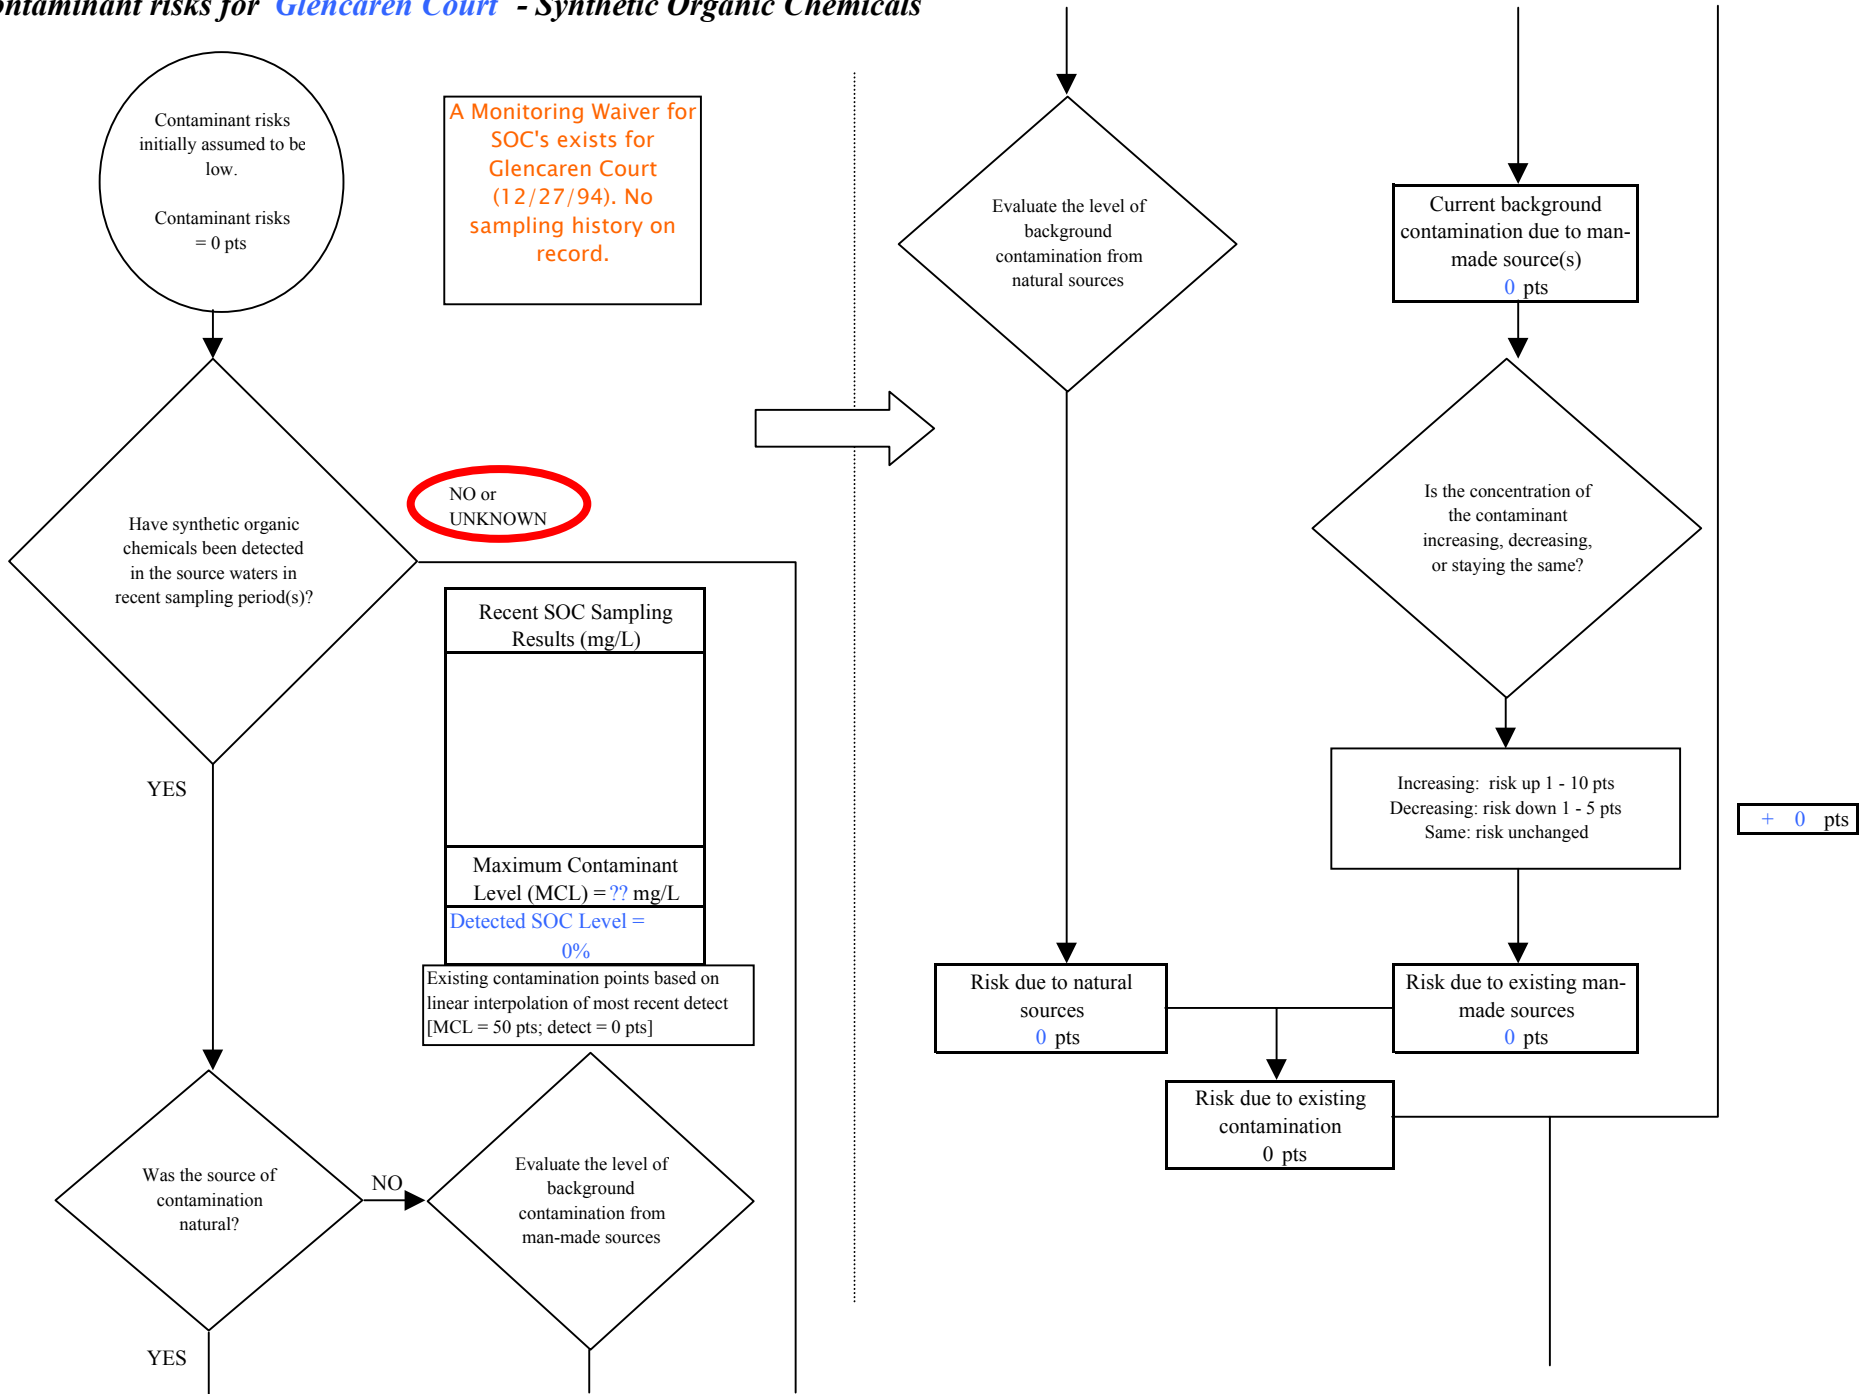 ontaminant risks for Glencaren Court - Synthetic Organic Chemicals
Contaminant risks
initially assumed to be
low.
Contaminant risks
= 0 pts
A Monitoring Waiver for
SOC's exists for
Glencaren Court
(12/27/94). No
sampling history on
record.
NO or
UNKNOWN
Have synthetic organic
chemicals been detected
in the source waters in
recent sampling period(s)?
YES
Recent SOC Sampling
Results (mg/L)
Maximum Contaminant
Level (MCL) = ?? mg/L
Detected SOC Level =
0%
Existing contamination points based on
linear interpolation of most recent detect
[MCL = 50 pts; detect = 0 pts]
Was the source of
contamination
natural?
NO
YES
Evaluate the level of
background
contamination from
man-made sources
Evaluate the level of
background
contamination from
natural sources
Current background
contamination due to man-
made source(s)
0 pts
Is the concentration of
the contaminant
increasing, decreasing,
or staying the same?
Increasing: risk up 1 - 10 pts
Decreasing: risk down 1 - 5 pts
Same: risk unchanged
+ 0 pts
Risk due to natural
sources
0 pts
Risk due to existing man-
made sources
0 pts
Risk due to existing
contamination
0 pts